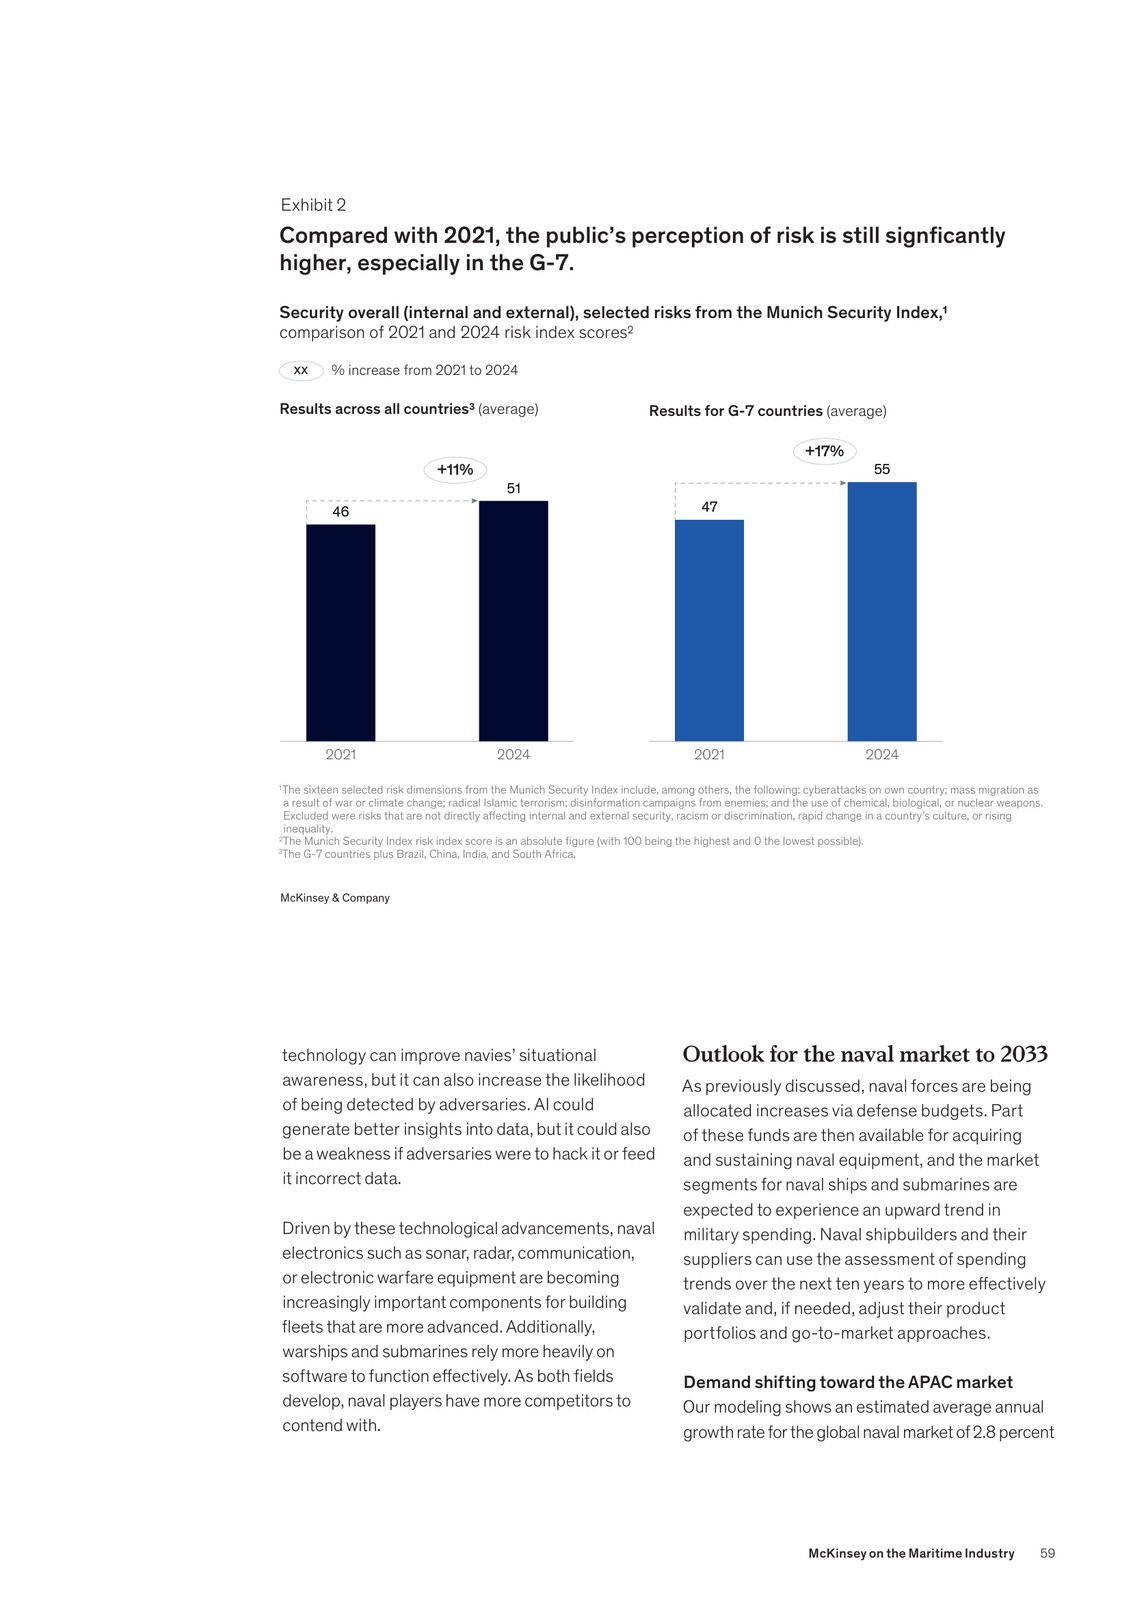 Exhibit 2
Compared with 2021, the public’s perception of risk is still signficantly
higher, especially in the G-7.
Security overall (internal and external), selected risks from the Munich Security Index,¹
comparison of 2021 and 2024 risk index scores²
XX % increase from 2021 to 2024
Results across all countries³ (average)
+11%
46
51
2021
2024
Results for G-7 countries (average)
+17%
47
55
2021
2024
¹The sixteen selected risk dimensions from the Munich Security Index include, among others, the following: cyberattacks on own country; mass migration as
a result of war or climate change; radical Islamic terrorism; disinformation campaigns from enemies; and the use of chemical, biological, or nuclear weapons.
Excluded were risks that are not directly affecting internal and external security, racism or discrimination, rapid change in a country’s culture, or rising
inequality.
²The Munich Security Index risk index score is an absolute figure (with 100 being the highest and 0 the lowest possible).
³The G-7 countries plus Brazil, China, India, and South Africa.
McKinsey & Company
technology can improve navies’ situational
awareness, but it can also increase the likelihood
of being detected by adversaries. AI could
generate better insights into data, but it could also
be a weakness if adversaries were to hack it or feed
it incorrect data.
Driven by these technological advancements, naval
electronics such as sonar, radar, communication,
or electronic warfare equipment are becoming
increasingly important components for building
fleets that are more advanced. Additionally,
warships and submarines rely more heavily on
software to function effectively. As both fields
develop, naval players have more competitors to
contend with.
Outlook for the naval market to 2033
As previously discussed, naval forces are being
allocated increases via defense budgets. Part
of these funds are then available for acquiring
and sustaining naval equipment, and the market
segments for naval ships and submarines are
expected to experience an upward trend in
military spending. Naval shipbuilders and their
suppliers can use the assessment of spending
trends over the next ten years to more effectively
validate and, if needed, adjust their product
portfolios and go-to-market approaches.
Demand shifting toward the APAC market
Our modeling shows an estimated average annual
growth rate for the global naval market of 2.8 percent
McKinsey on the Maritime Industry 59